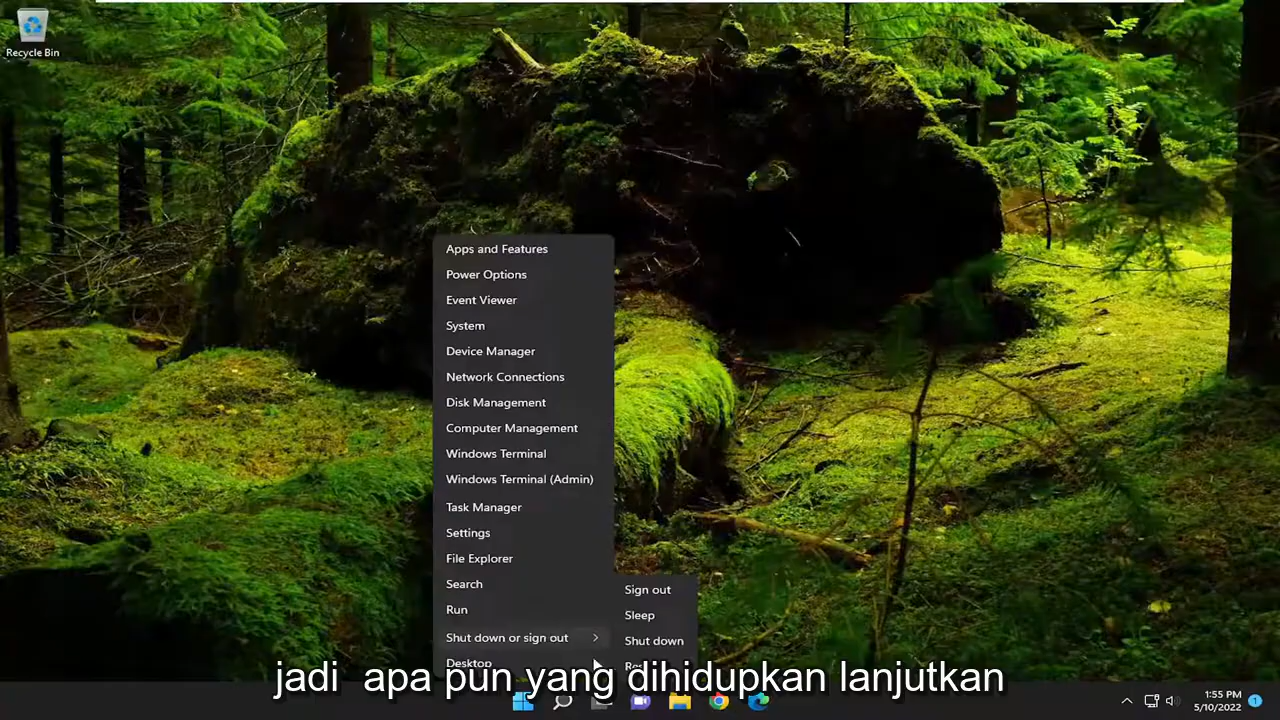 Recycle Bin
Apps and Features
Power Options
Event Viewer
System
Device Manager
Network Connections
Disk Management
Computer Management
Windows Terminal
Windows Terminal (Admin)
Task Manager
Settings
File Explorer
Search
Run
Shut down or sign out
Desktop
Sign out
Sleep
Shut down
jadi apa pun yang dihidupkan lanjutkan
1:55 PM
5/10/2022
1